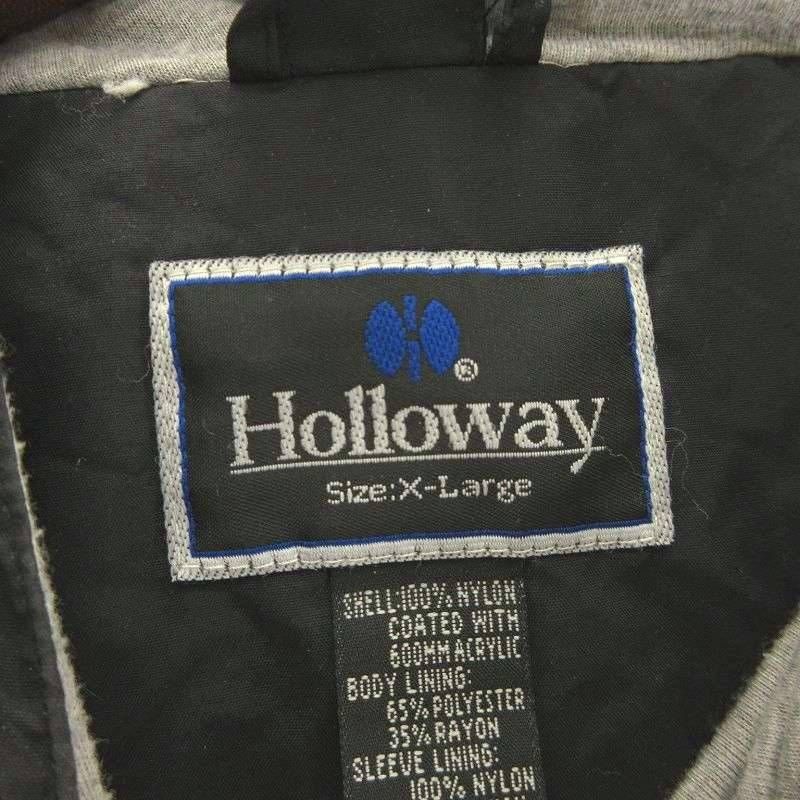 Holloway
Size:X-Large
SHELL:100% NYLON
COATED WITH
600MM ACRYLIC
BODY LINING:
65% POLYESTER
35% RAYON
SLEEVE LINING:
100% NYLON